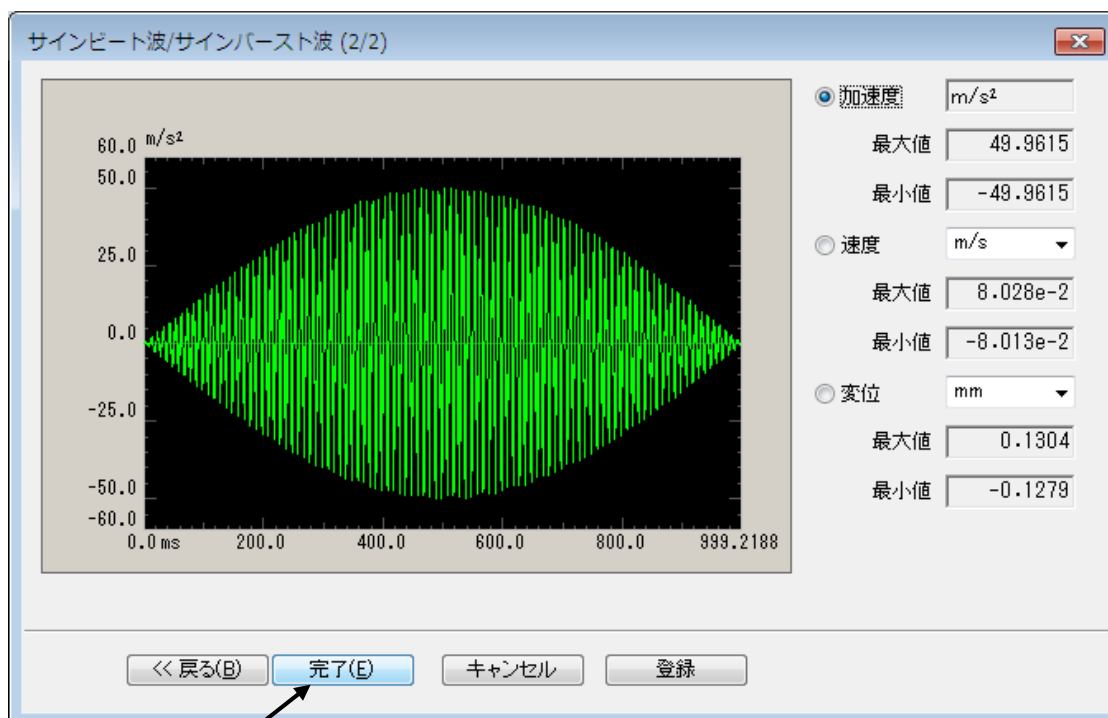 サインビート波/サインバースト波 (2/2)
m/s²
60.0
50.0
25.0
0.0
-25.0
-50.0
-60.0
0.0 ms 200.0 400.0 600.0 800.0 999.2188
加速度 m/s²
最大値 49.9615
最小値 -49.9615
速度 m/s
最大値 8.028e-2
最小値 -8.013e-2
変位 mm
最大値 0.1304
最小値 -0.1279
<< 戻る(B) 完了(E) キャンセル 登録